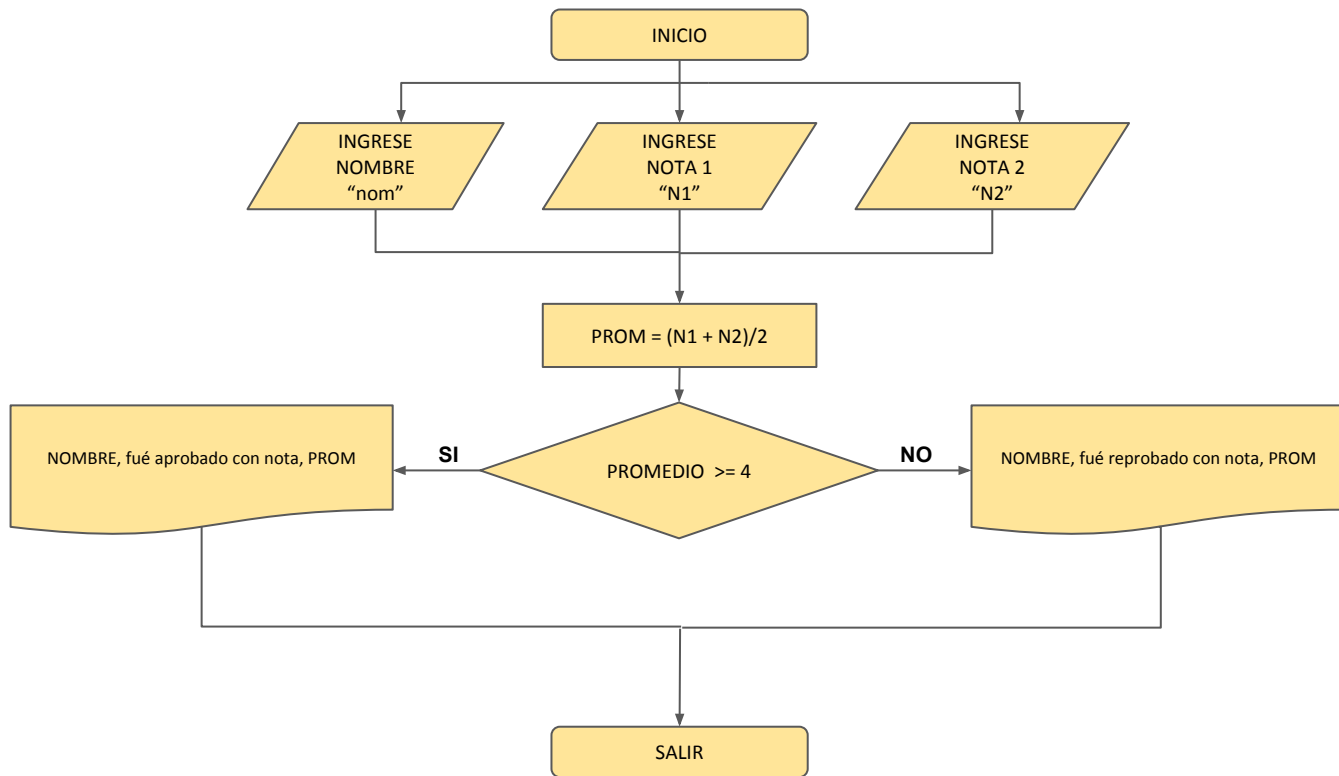 INICIO
INGRESE
NOMBRE
“nom”
INGRESE
NOTA 1
“N1”
INGRESE
NOTA 2
“N2”
PROM = (N1 + N2)/2
PROMEDIO >= 4
SI
NO
NOMBRE, fué aprobado con nota, PROM
NOMBRE, fué reprobado con nota, PROM
SALIR